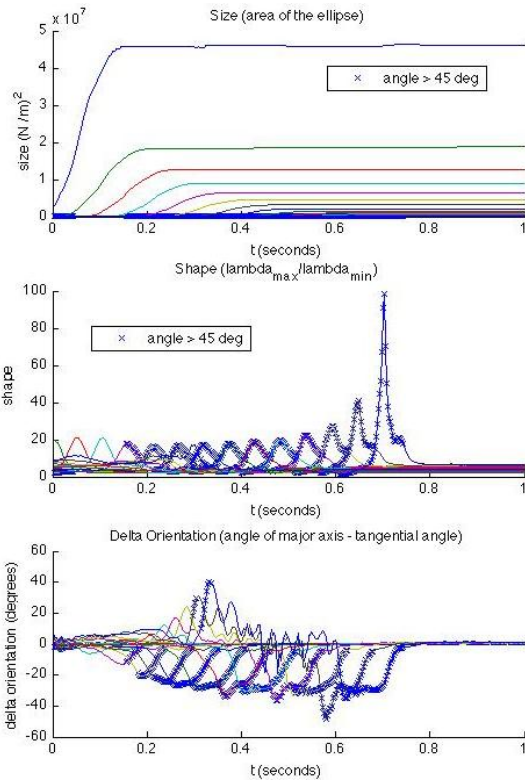 Size (area of the ellipse)
x 10^7
5
4
3
2
1
0
size (N /m)^2
× angle > 45 deg
0 0.2 0.4 0.6 0.8 1
t (seconds)
Shape (lambda_max/lambda_min)
100
80
60
40
20
0
shape
× angle > 45 deg
0 0.2 0.4 0.6 0.8 1
t (seconds)
Delta Orientation (angle of major axis - tangential angle)
60
40
20
0
-20
-40
-60
delta orientation (degrees)
0 0.2 0.4 0.6 0.8 1
t (seconds)